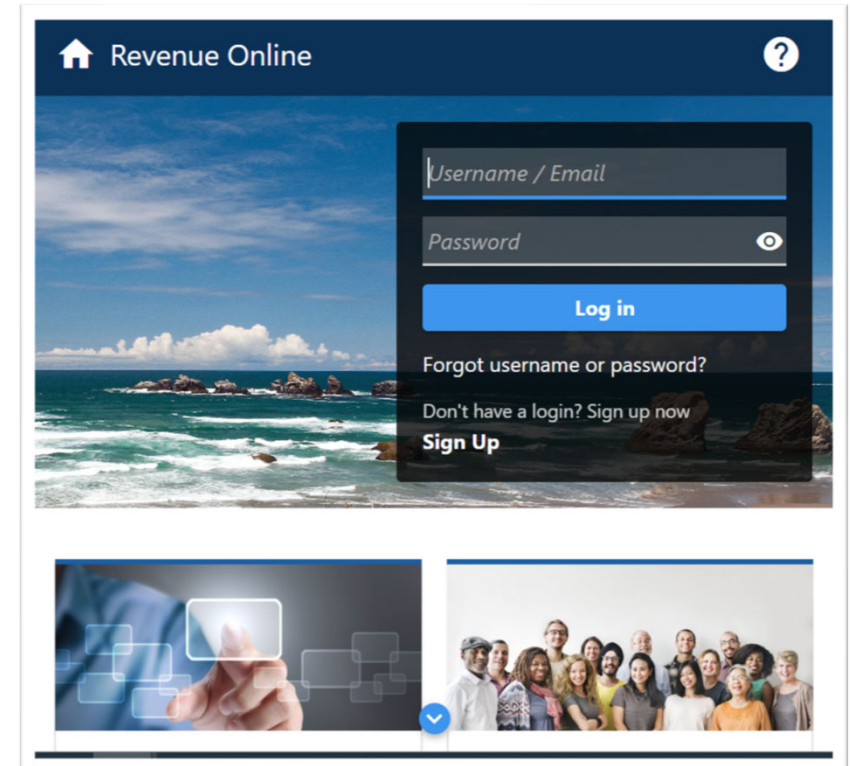 Revenue Online
Username / Email
Password
Log in
Forgot username or password?
Don't have a login? Sign up now
Sign Up